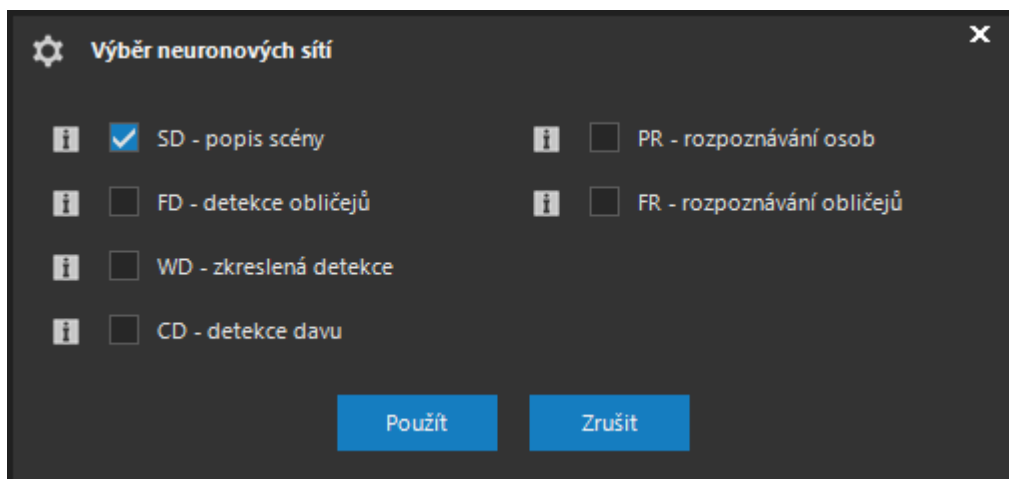 Výběr neuronových sítí
SD - popis scény
PR - rozpoznávání osob
FD - detekce obličejů
FR - rozpoznávání obličejů
WD - zkreslená detekce
CD - detekce davu
Použít
Zrušit